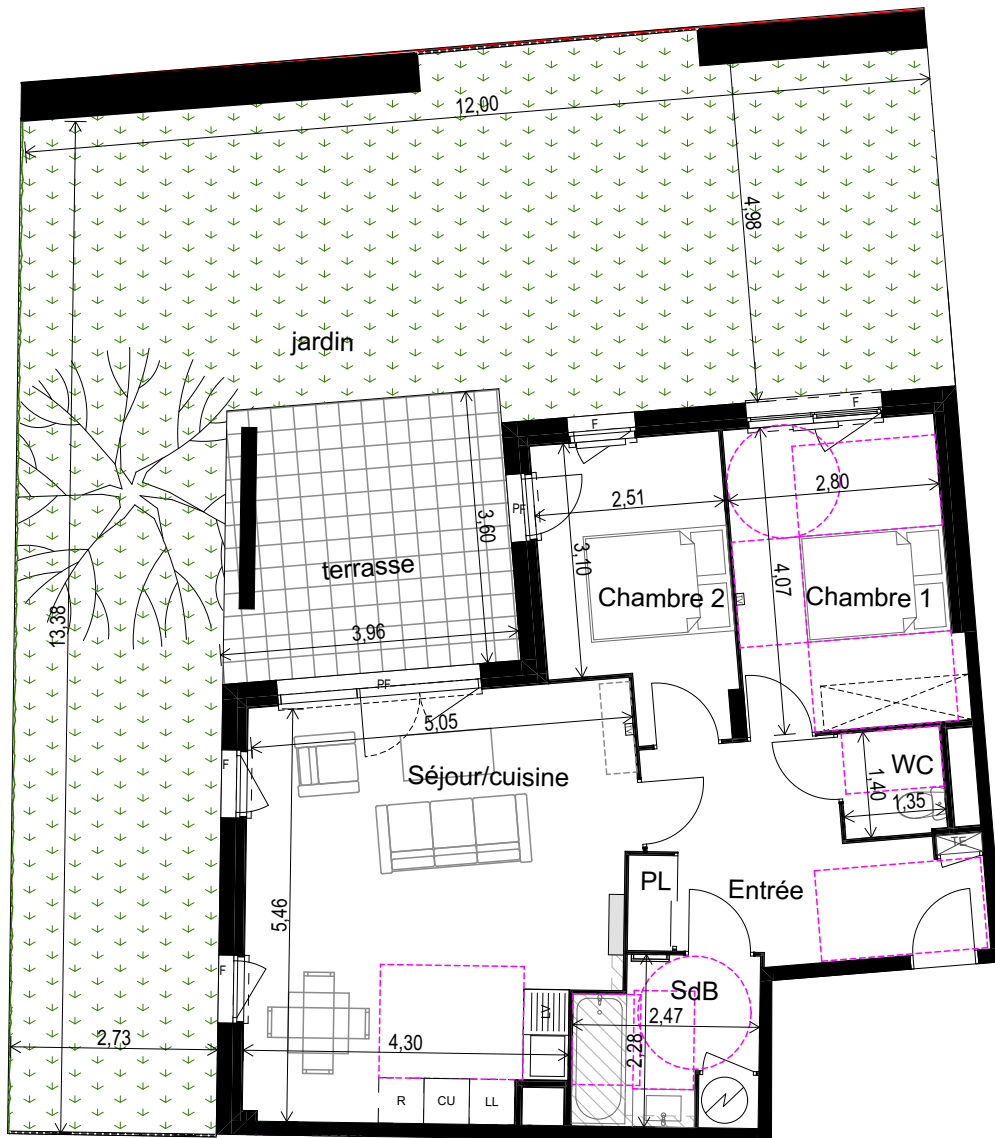 12,00
4,98
jardin
F
F
2,51
2,80
PF
3,60
3,10
4,07
terrasse
Chambre 2
Chambre 1
13,38
3,96
PF
5,05
F
Séjour/cuisine
WC
1,40
1,35
TE
PL
Entrée
5,46
F
SdB
LV
2,47
2,73
4,30
2,28
R
CU
LL